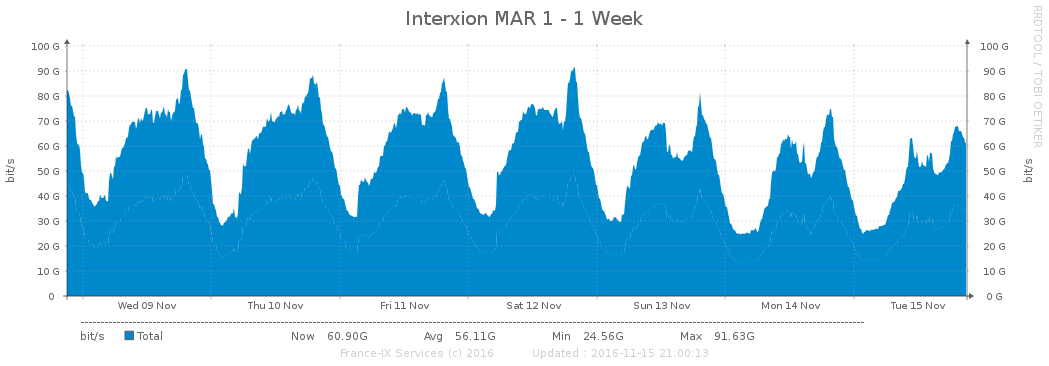 Interxion MAR 1 - 1 Week
RRDTOOL / TOBI OETIKER
bit/s
100 G
90 G
80 G
70 G
60 G
50 G
40 G
30 G
20 G
10 G
0
100 G
90 G
80 G
70 G
60 G
50 G
40 G
30 G
20 G
10 G
0 G
bit/s
Wed 09 Nov Thu 10 Nov Fri 11 Nov Sat 12 Nov Sun 13 Nov Mon 14 Nov Tue 15 Nov
bit/s Total Now 60.90G Avg 56.11G Min 24.56G Max 91.63G
France-IX Services (c) 2016 Updated : 2016-11-15 21:00:13